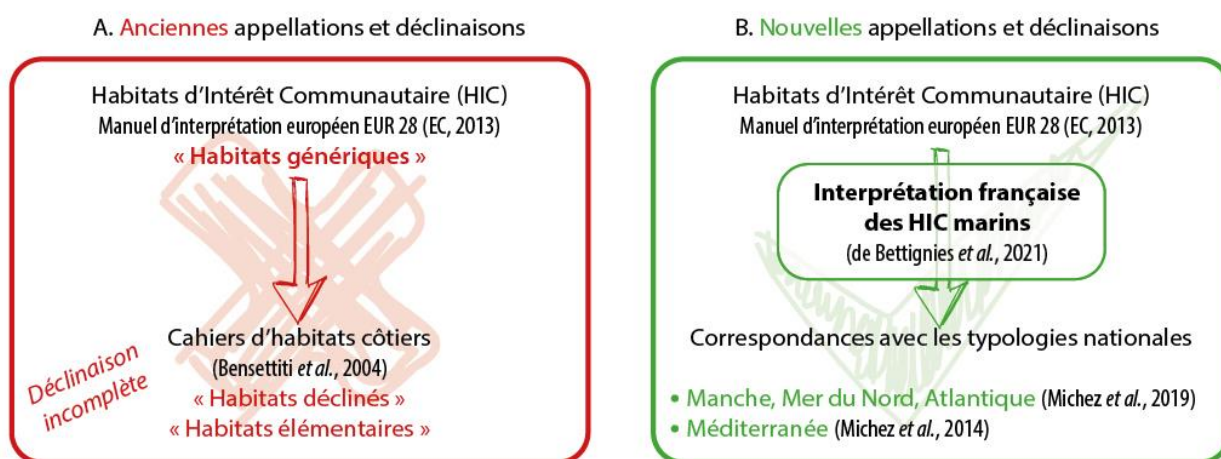 A. Anciennes appellations et déclinaisons
Habitats d’Intérêt Communautaire (HIC)
Manuel d’interprétation européen EUR 28 (EC, 2013)
« Habitats génériques »
Cahiers d’habitats côtiers
(Bensettiti et al., 2004)
« Habitats déclinés »
« Habitats élémentaires »
Déclinaison
incomplète
B. Nouvelles appellations et déclinaisons
Habitats d’Intérêt Communautaire (HIC)
Manuel d’interprétation européen EUR 28 (EC, 2013)
Interprétation française
des HIC marins
(de Bettignies et al., 2021)
Correspondances avec les typologies nationales
• Manche, Mer du Nord, Atlantique (Michez et al., 2019)
• Méditerranée (Michez et al., 2014)